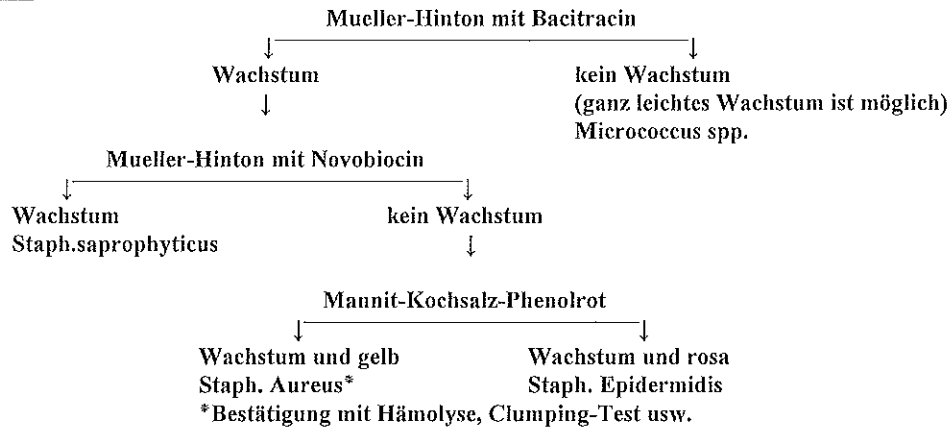 Mueller-Hinton mit Bacitracin
Wachstum kein Wachstum
(ganz leichtes Wachstum ist möglich)
Micrococcus spp.
Mueller-Hinton mit Novobiocin
Wachstum kein Wachstum
Staph.saprophyticus
Mannit-Kochsalz-Phenolrot
Wachstum und gelb Wachstum und rosa
Staph. Aureus* Staph. Epidermidis
*Bestätigung mit Hämolyse, Clumping-Test usw.